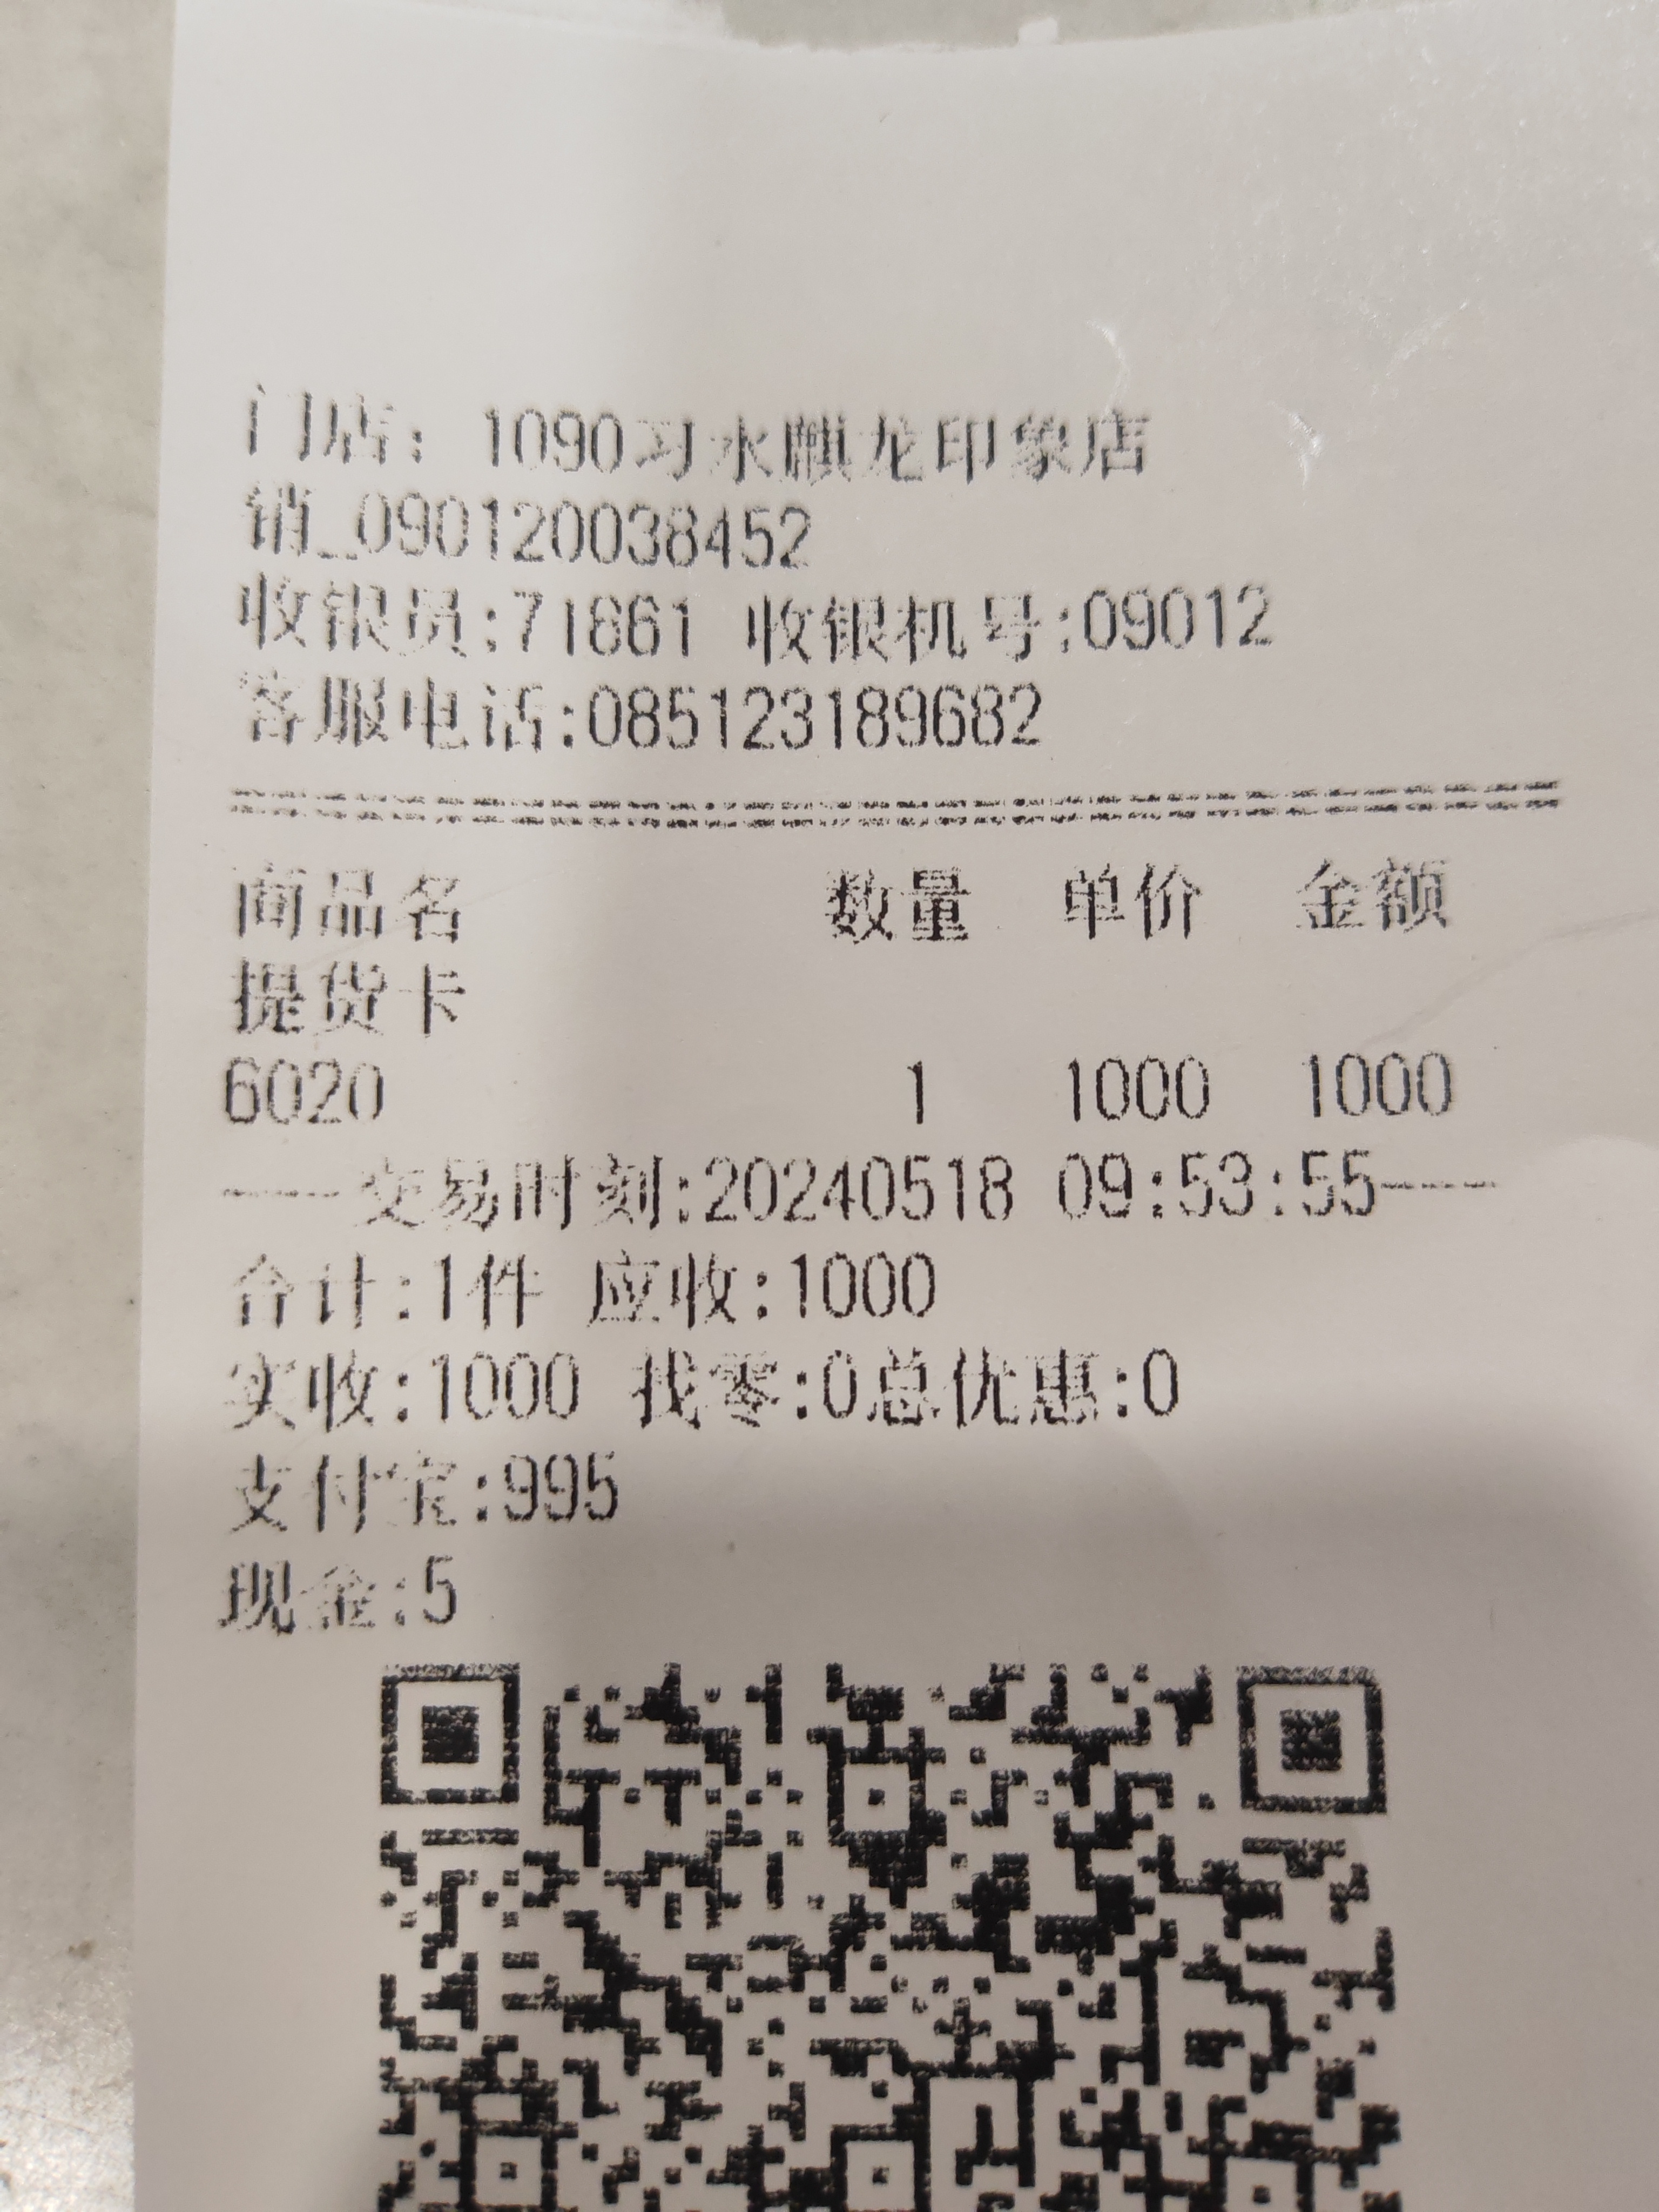 门店：1090习水麒龙印象店
销_090120038452
收银员:71661 收银机号:09012
客服电话:085123189682
商品名 数量 单价 金额
提货卡
6020 1 1000 1000
---交易时刻:20240518 09:53:55---
合计:1件 应收:1000
实收:1000 找零:0总优惠:0
支付宝:995
现金:5